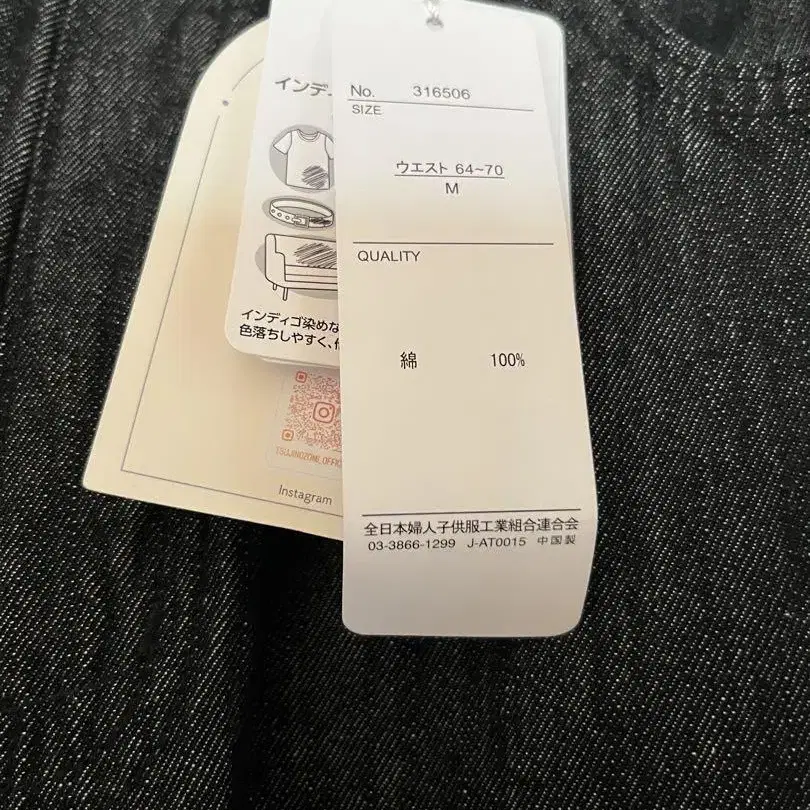 No. 316506
SIZE
ウエスト 64~70
M
QUALITY
綿 100%
全日本婦人子供服工業組合連合会
03-3866-1299 J-AT0015 中国製
インデ
インディゴ染めな
色落ちしやすく、
TSUJINOZOMI_OFFIC
Instagram